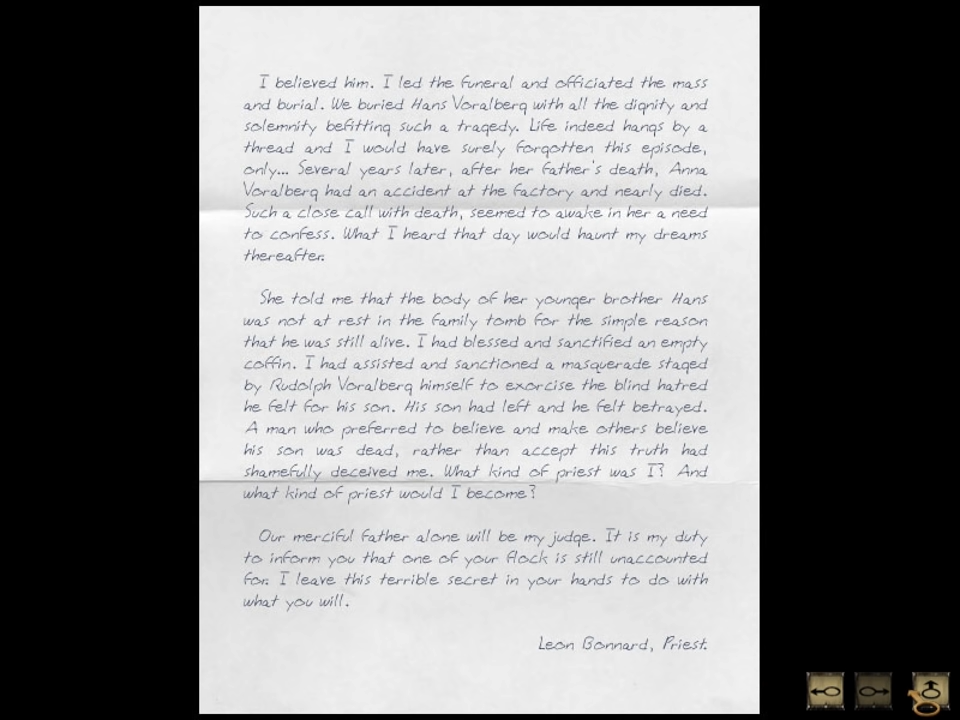 I believed him. I led the funeral and officiated the mass
and burial. We buried Hans Voralberg with all the dignity and
solemnity befitting such a tragedy. Life indeed hangs by a
thread and I would have surely forgotten this episode,
only... Several years later, after her father's death, Anna
Voralberg had an accident at the factory and nearly died.
Such a close call with death, seemed to awake in her a need
to confess. What I heard that day would haunt my dreams
thereafter.
She told me that the body of her younger brother Hans
was not at rest in the family tomb for the simple reason
that he was still alive. I had blessed and sanctified an empty
coffin. I had assisted and sanctioned a masquerade staged
by Rudolph Voralberg himself to exorcise the blind hatred
he felt for his son. His son had left and he felt betrayed.
A man who preferred to believe and make others believe
his son was dead, rather than accept this truth had
shamefully deceived me. What kind of priest was I? And
what kind of priest would I become?
Our merciful Father alone will be my judge. It is my duty
to inform you that one of your flock is still unaccounted
for. I leave this terrible secret in your hands to do with
what you will.
Leon Bonnard, Priest.